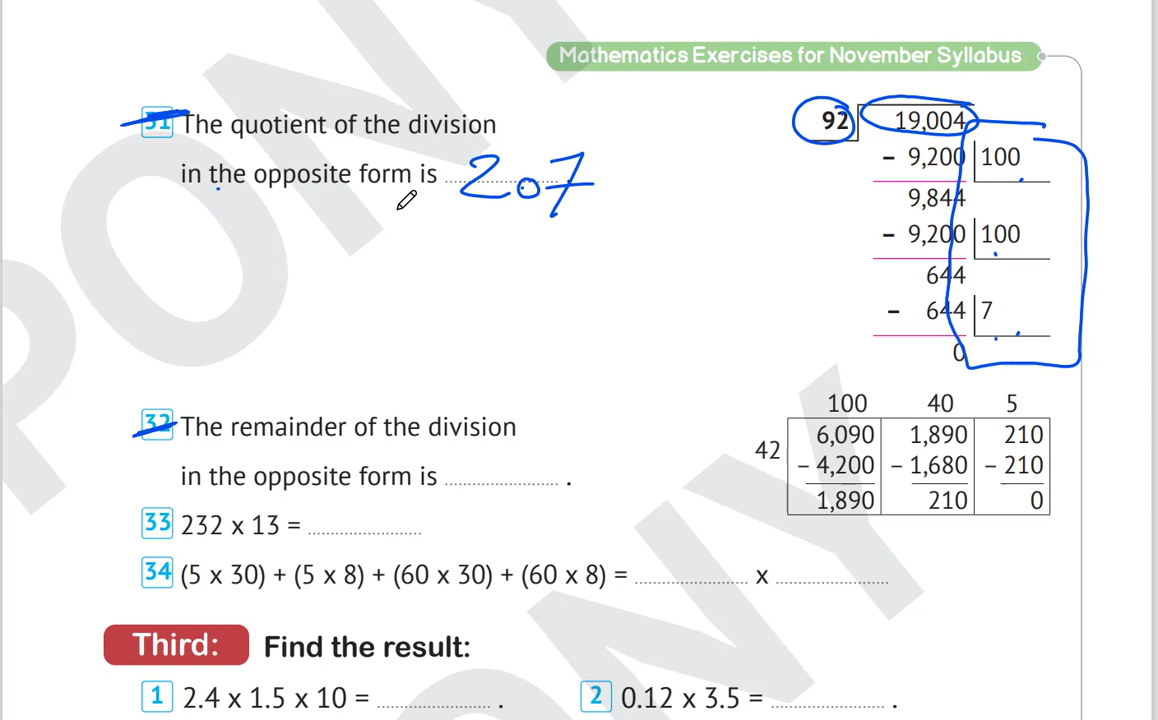 Mathematics Exercises for November Syllabus
31 The quotient of the division
in the opposite form is .................... 207
92 19,004
- 9,200 100
9,844
- 9,200 100
644
- 644 7
0
32 The remainder of the division
in the opposite form is .................... .
100 40 5
42 6,090 1,890 210
- 4,200 - 1,680 - 210
1,890 210 0
33 232 x 13 = ....................
34 (5 x 30) + (5 x 8) + (60 x 30) + (60 x 8) = .................... x ....................
Third: Find the result:
1 2.4 x 1.5 x 10 = .................... .
2 0.12 x 3.5 = .................... .
PONY
PONY